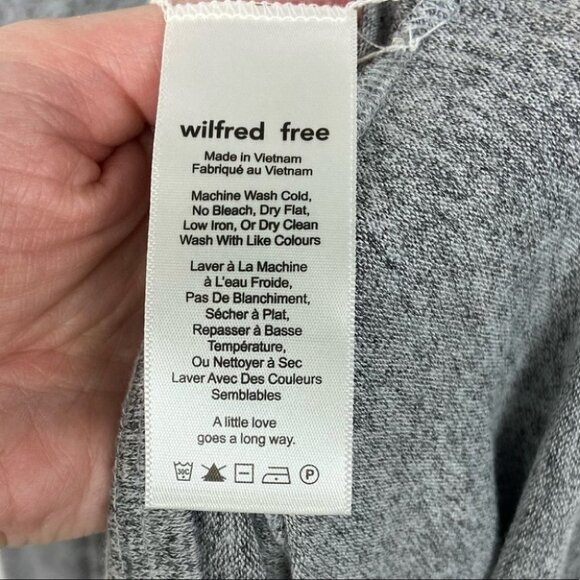 wilfred free
Made in Vietnam
Fabriqué au Vietnam
Machine Wash Cold,
No Bleach, Dry Flat,
Low Iron, Or Dry Clean
Wash With Like Colours
Laver à La Machine
à L'eau Froide,
Pas De Blanchiment,
Sécher à Plat,
Repasser à Basse
Température,
Ou Nettoyer à Sec
Laver Avec Des Couleurs
Semblables
A little love
goes a long way.
30C P